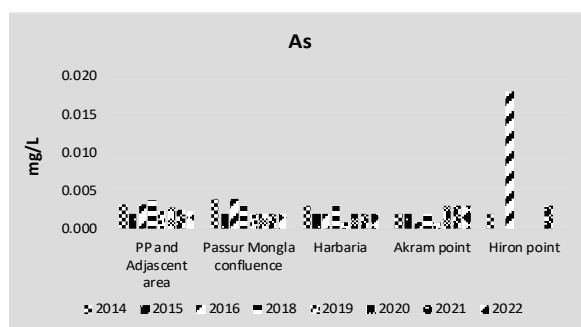 As
mg/L
0.020
0.015
0.010
0.005
0.000
PP and
Adjascent
area
Passur Mongla
confluence
Harbaria
Akram point
Hiron point
2014 2015 2016 2018 2019 2020 2021 2022